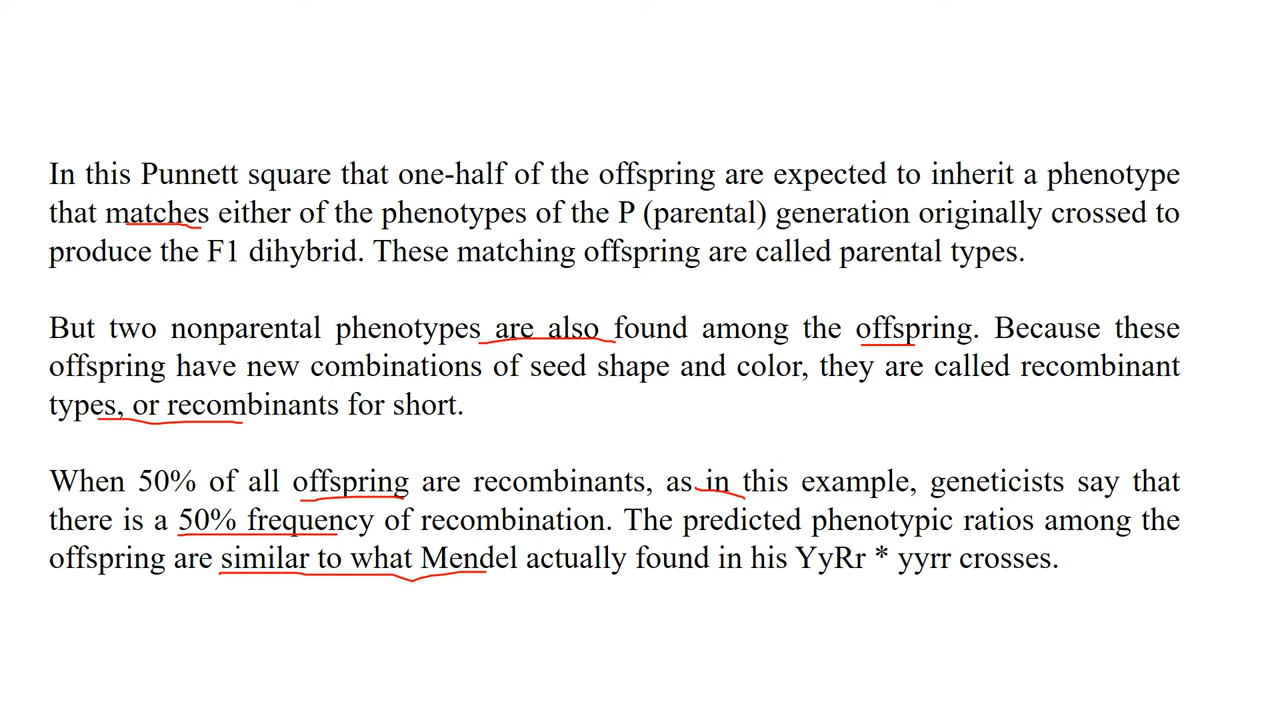 In this Punnett square that one-half of the offspring are expected to inherit a phenotype
that matches either of the phenotypes of the P (parental) generation originally crossed to
produce the F1 dihybrid. These matching offspring are called parental types.
But two nonparental phenotypes are also found among the offspring. Because these
offspring have new combinations of seed shape and color, they are called recombinant
types, or recombinants for short.
When 50% of all offspring are recombinants, as in this example, geneticists say that
there is a 50% frequency of recombination. The predicted phenotypic ratios among the
offspring are similar to what Mendel actually found in his YyRr * yyrr crosses.